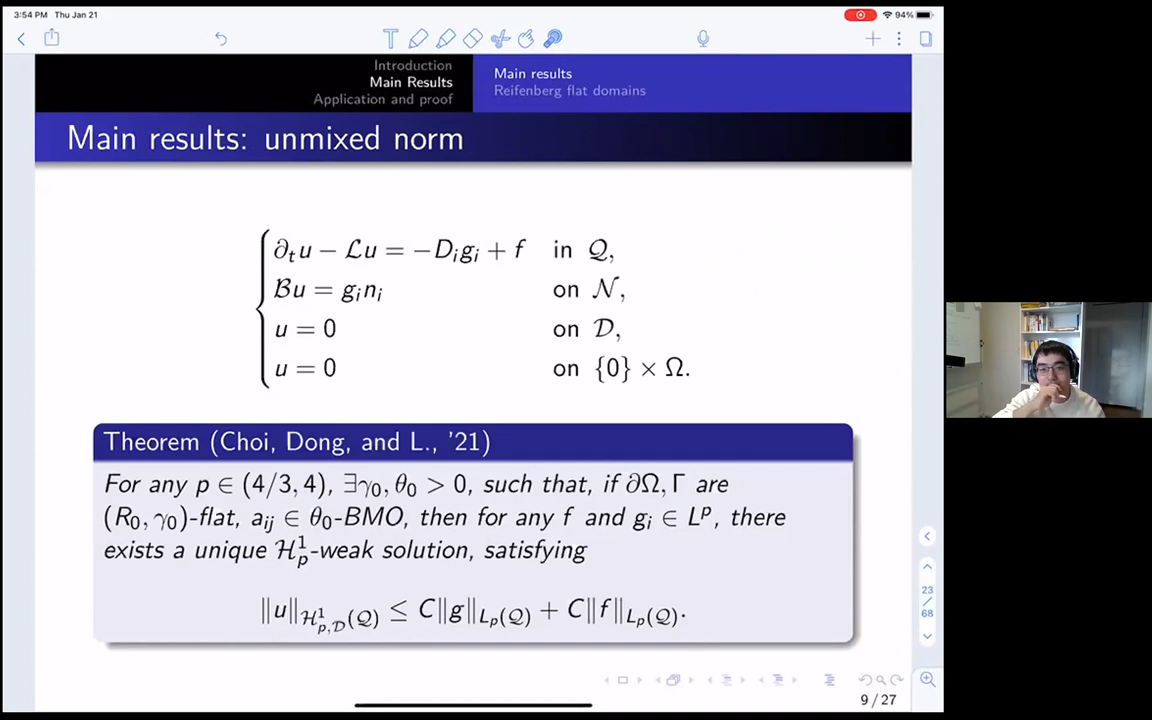 3:54 PM Thu Jan 21
94%
Introduction
Main Results
Application and proof
Main results
Reifenberg flat domains
Main results: unmixed norm
∂ₜu − ℒu = −Dᵢgᵢ + f in 𝒬,
ℬu = gᵢnᵢ on 𝒩,
u = 0 on 𝒟,
u = 0 on {0} × Ω.
Theorem (Choi, Dong, and L., '21)
For any p ∈ (4/3, 4), ∃γ₀, θ₀ > 0, such that, if ∂Ω, Γ are
(R₀, γ₀)-flat, aᵢⱼ ∈ θ₀-BMO, then for any f and gᵢ ∈ Lᵖ, there
exists a unique ℋ¹ₚ-weak solution, satisfying
‖u‖_{ℋ¹_{p,𝒟}(𝒬)} ≤ C‖g‖_{Lₚ(𝒬)} + C‖f‖_{Lₚ(𝒬)}.
23
/
68
9 / 27